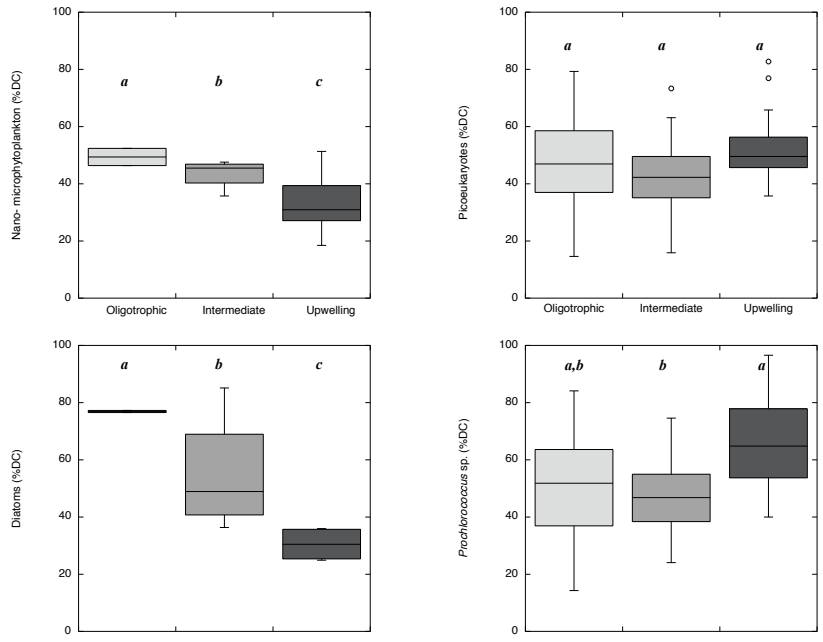 100
80
60
40
20
0
Nano- microphytoplankton (%DC)
a
b
c
Oligotrophic
Intermediate
Upwelling
100
80
60
40
20
0
Picoeukaryotes (%DC)
a
a
a
Oligotrophic
Intermediate
Upwelling
100
80
60
40
20
0
Diatoms (%DC)
a
b
c
100
80
60
40
20
0
Prochlorococcus sp. (%DC)
a,b
b
a